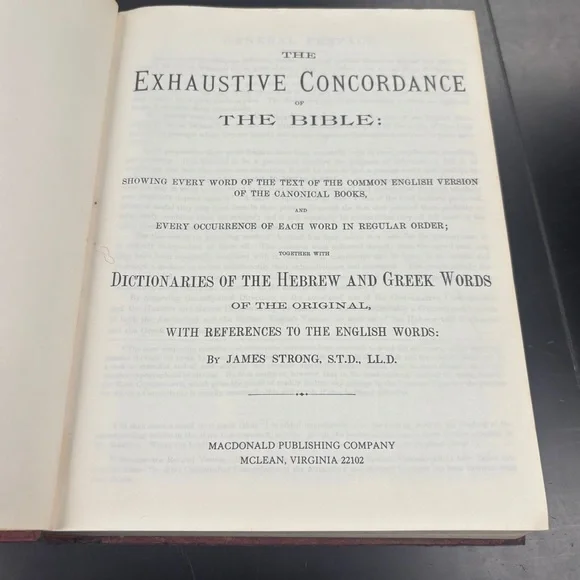 THE
EXHAUSTIVE CONCORDANCE
OF
THE BIBLE:
SHOWING EVERY WORD OF THE TEXT OF THE COMMON ENGLISH VERSION
OF THE CANONICAL BOOKS,
AND
EVERY OCCURRENCE OF EACH WORD IN REGULAR ORDER;
TOGETHER WITH
DICTIONARIES OF THE HEBREW AND GREEK WORDS
OF THE ORIGINAL,
WITH REFERENCES TO THE ENGLISH WORDS:
BY JAMES STRONG, S.T.D., LL.D.
MACDONALD PUBLISHING COMPANY
MCLEAN, VIRGINIA 22102